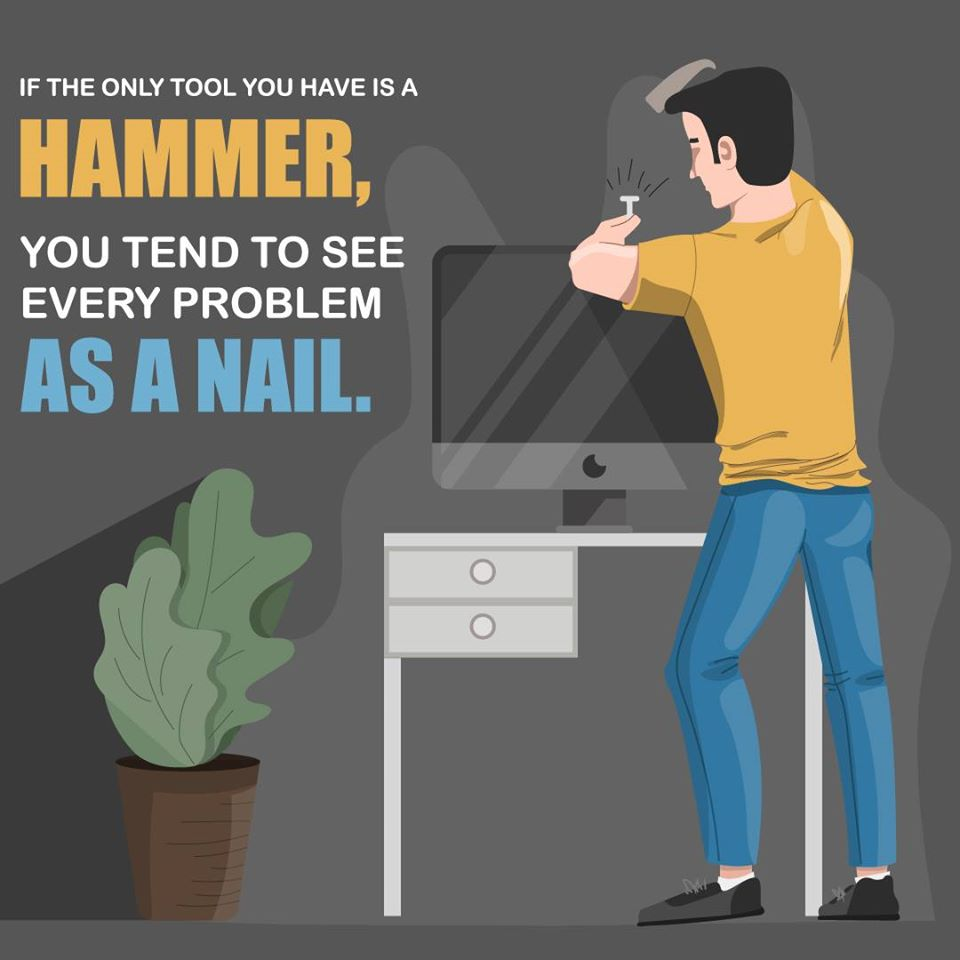 IF THE ONLY TOOL YOU HAVE IS A
HAMMER,
YOU TEND TO SEE
EVERY PROBLEM
AS A NAIL.